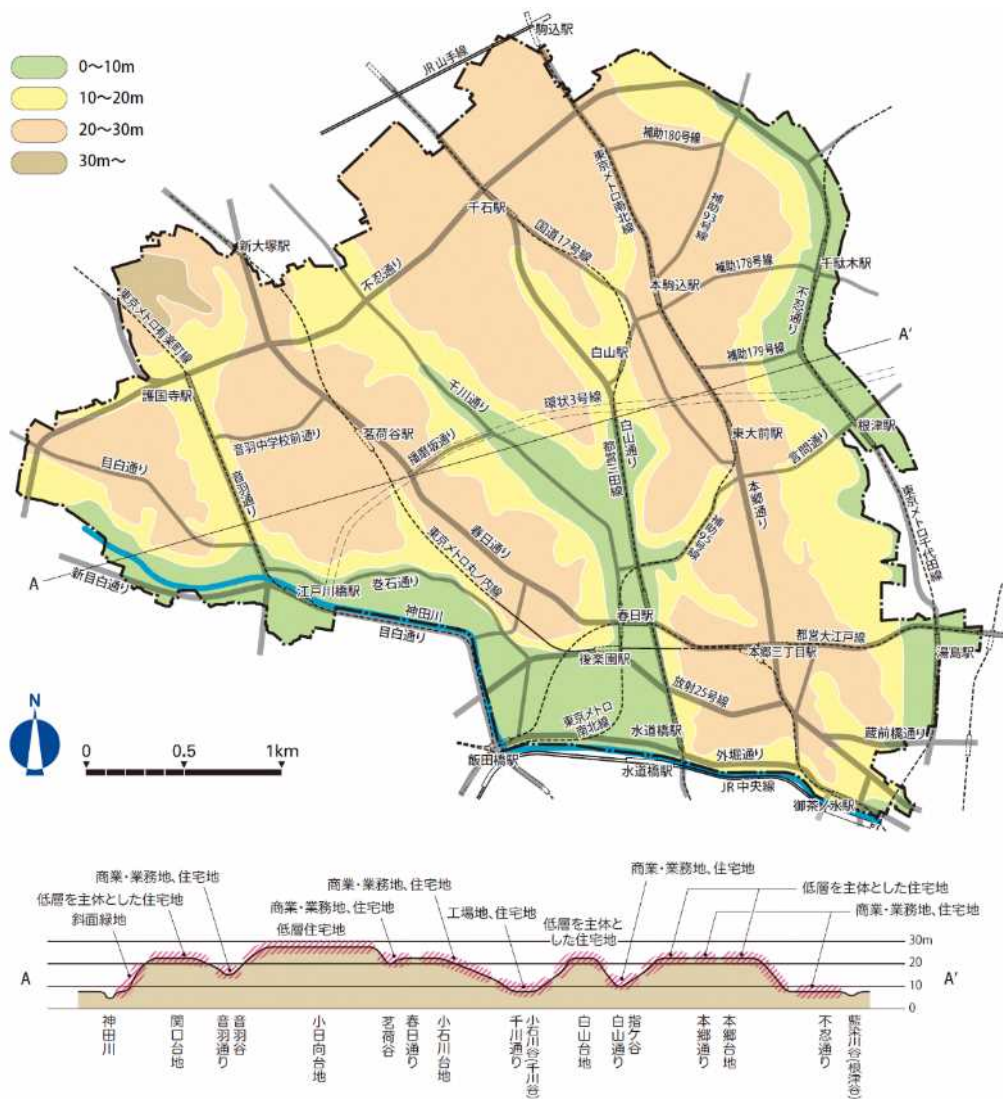 0～10m
10～20m
20～30m
30m～
駒込駅
JR山手線
補助180号線
東京メトロ南北線
補助93号線
千石駅
国道17号線
新大塚駅
不忍通り
補助178号線
千駄木駅
本駒込駅
不忍通り
東京メトロ有楽町線
白山駅
補助179号線
A'
千川通り
環状3号線
護国寺駅
音羽中学校前通り
茗荷谷駅
播磨坂通り
白山通り
都営三田線
東大前駅
言問通り
根津駅
目白通り
音羽通り
本郷通り
東京メトロ千代田線
春日通り
補助95号線
東京メトロ丸ノ内線
A
新目白通り
江戸川橋駅
巻石通り
神田川
目白通り
春日駅
都営大江戸線
湯島駅
本郷三丁目駅
後楽園駅
放射25号線
N
東京メトロ
南北線
水道橋駅
蔵前橋通り
外堀通り
0 0.5 1km
飯田橋駅
水道橋駅
JR中央線
御茶ノ水駅
商業・業務地、住宅地
低層を主体とした住宅地
斜面緑地
商業・業務地、住宅地
商業・業務地、住宅地
低層住宅地
工場地、住宅地
商業・業務地、住宅地
低層を主体と
した住宅地
低層を主体とした住宅地
商業・業務地、住宅地
30m
20
10
0
A
A'
神田川
関口台地
音羽通り
音羽谷
小日向台地
茗荷谷
春日通り
小石川台地
千川通り
小石川谷(千川谷)
白山台地
白山通り
指ケ谷
本郷通り
本郷台地
不忍通り
藍染川谷(根津谷)